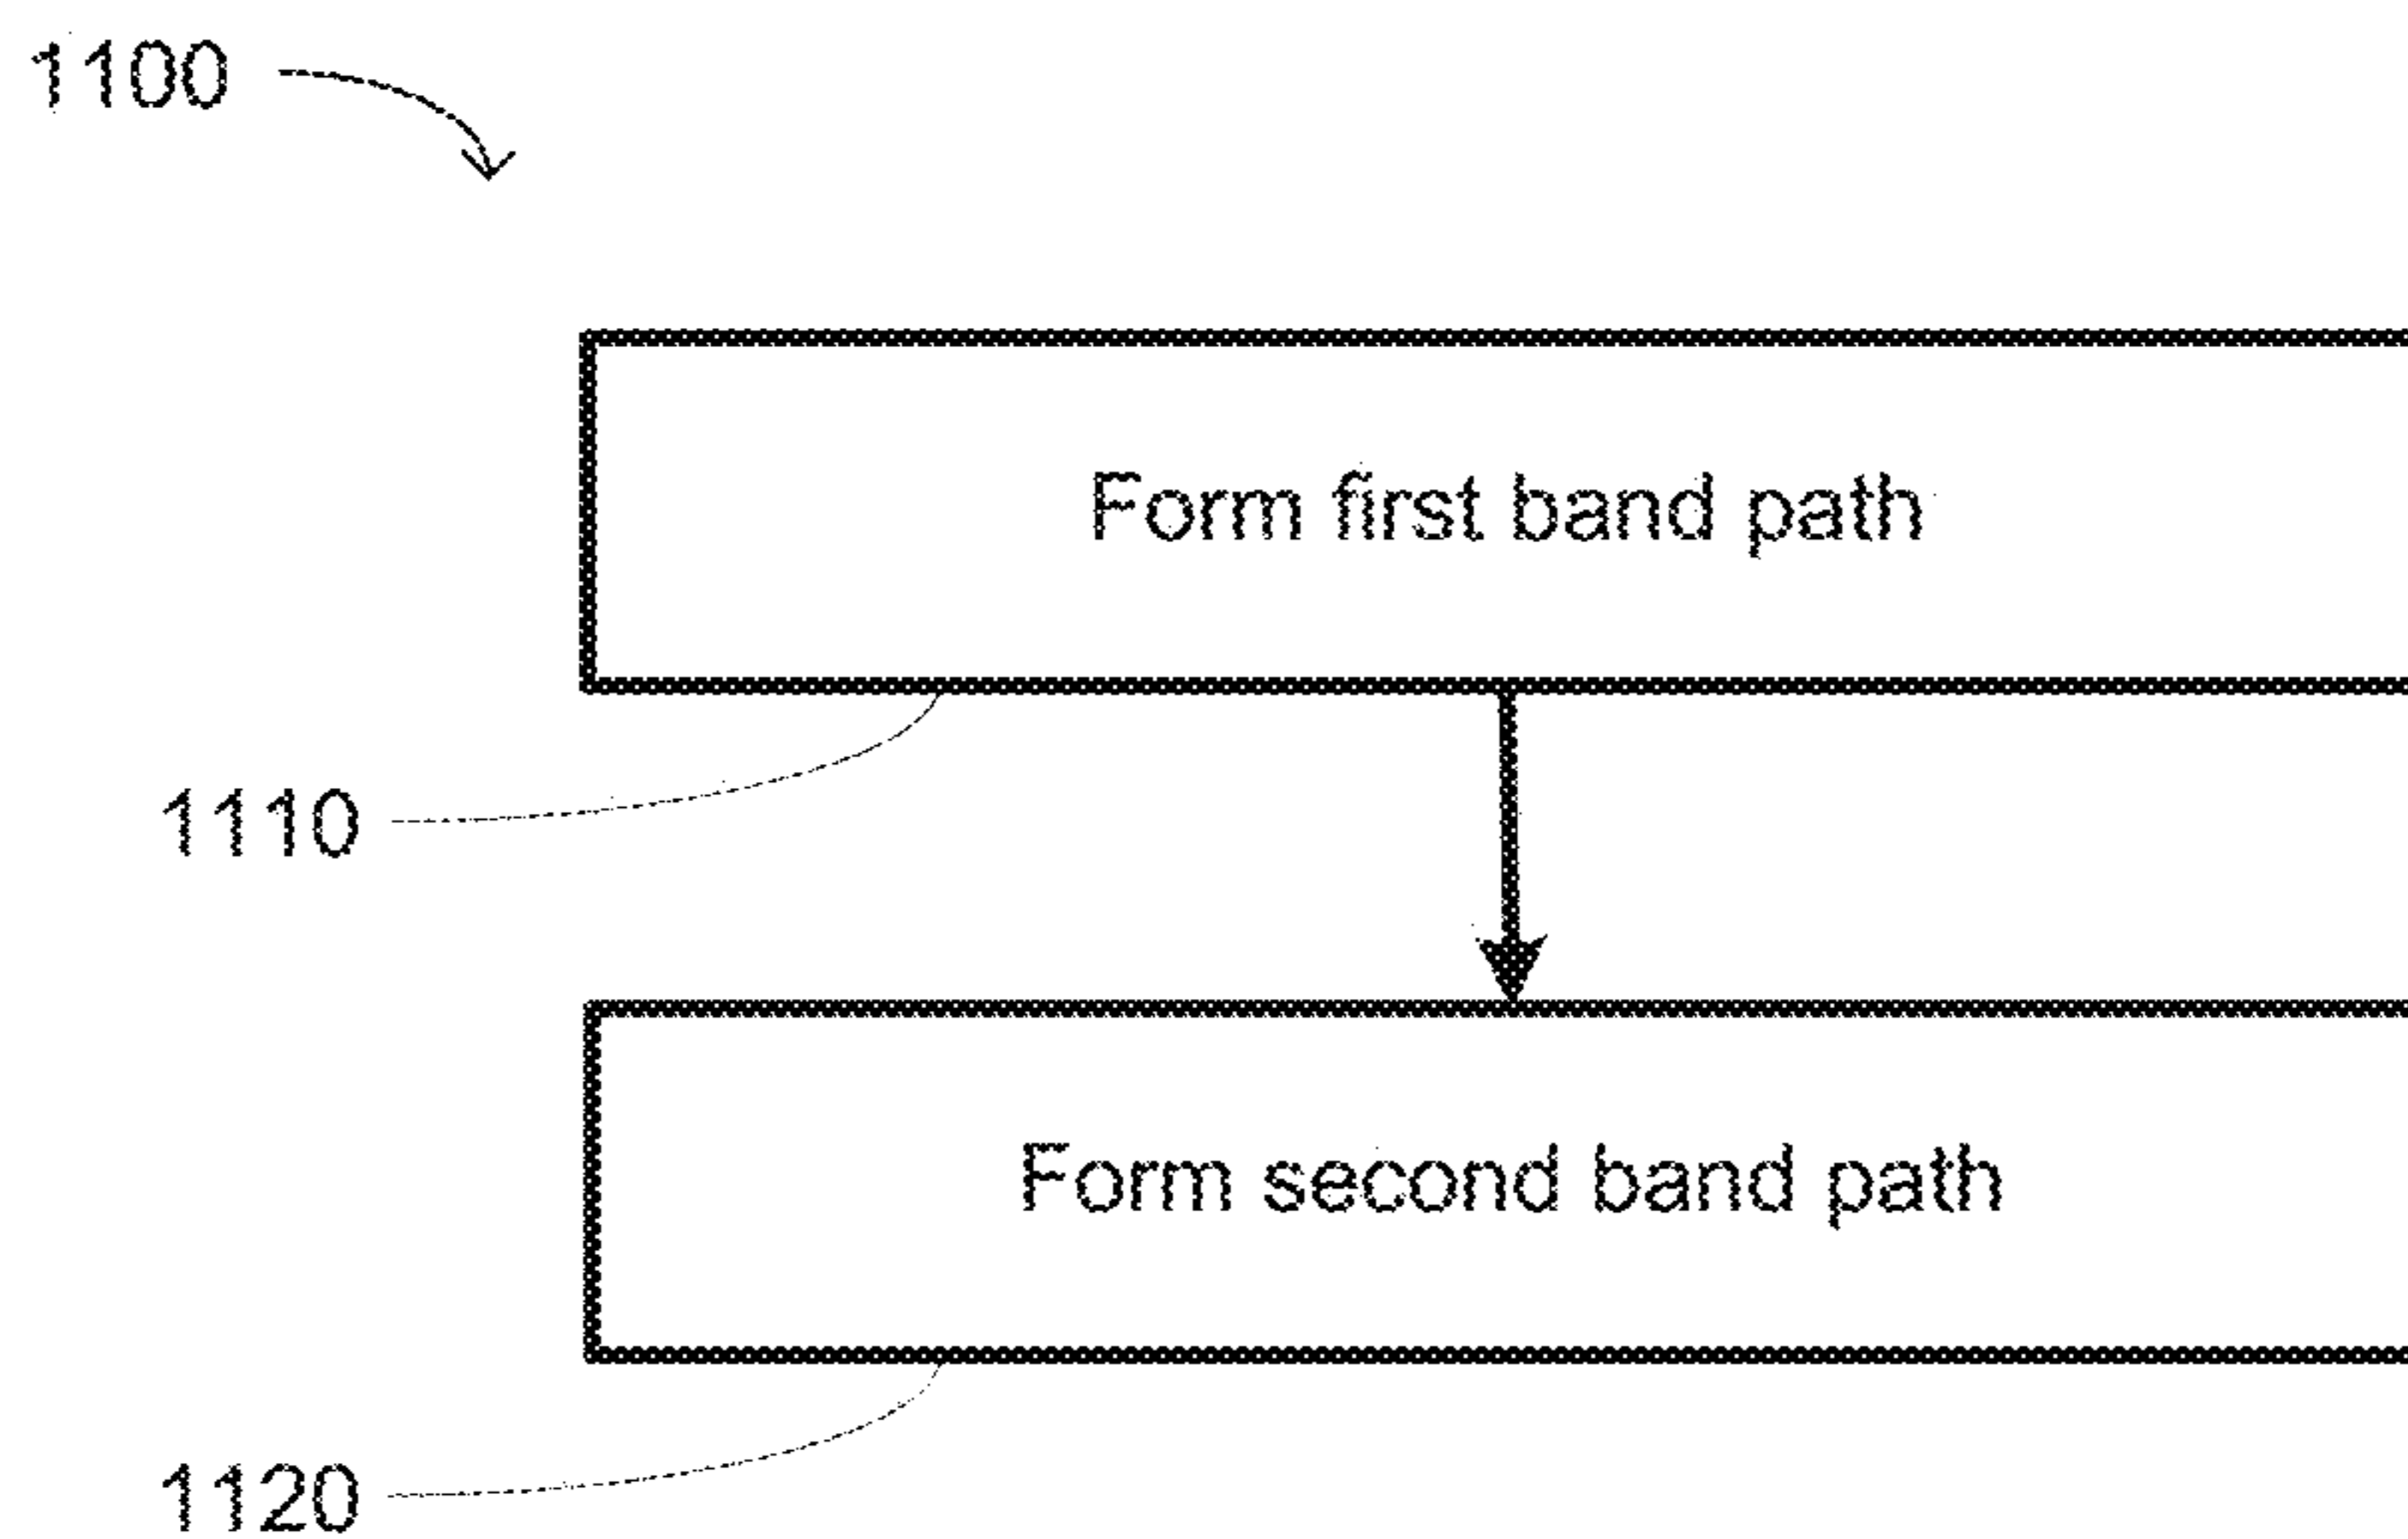 1100
Form first band path
1110
Form second band path
1120